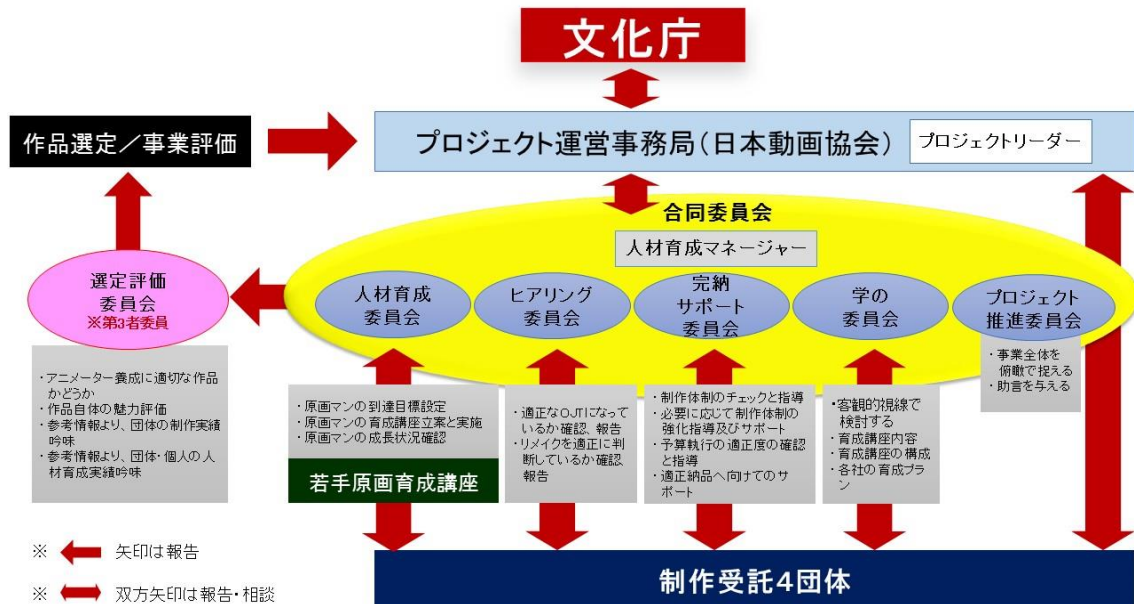 文化庁
作品選定／事業評価
プロジェクト運営事務局(日本動画協会)
プロジェクトリーダー
合同委員会
人材育成マネージャー
選定評価
委員会
※第3者委員
人材育成
委員会
ヒアリング
委員会
完納
サポート
委員会
学の
委員会
プロジェクト
推進委員会
・アニメーター養成に適切な作品
かどうか
・作品自体の魅力評価
・参考情報より、団体の制作実績
吟味
・参考情報より、団体・個人の人
材育成実績吟味
・原画マンの到達目標設定
・原画マンの育成講座立案と実施
・原画マンの成長状況確認
若手原画育成講座
・適正なOJTになって
いるか確認、報告
・リメイクを適正に判
断しているか確認、
報告
・制作体制のチェックと指導
・必要に応じて制作体制の
強化指導及びサポート
・予算執行の適正度の確認
と指導
・適正納品へ向けてのサ
ポート
・客観的視線で
検討する
・育成講座内容
・育成講座の構成
・各社の育成プラ
ン
・事業全体を
俯瞰で捉える
・助言を与える
※ 矢印は報告
※ 双方矢印は報告・相談
制作受託4団体